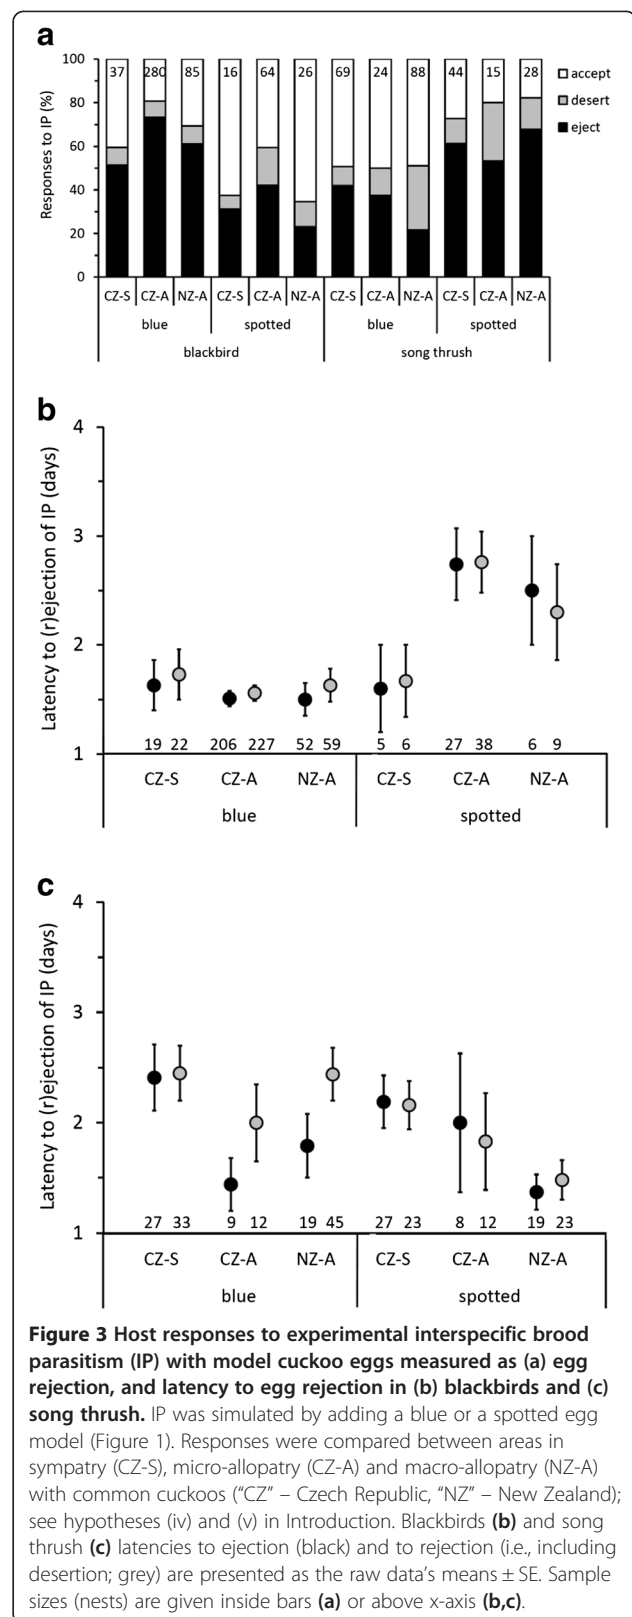 a
100
80
60
40
20
0
Responses to IP (%)
37 280 85 16 64 26 69 24 88 44 15 28
accept
desert
eject
CZ-S CZ-A NZ-A CZ-S CZ-A NZ-A CZ-S CZ-A NZ-A CZ-S CZ-A NZ-A
blue spotted blue spotted
blackbird song thrush
b
4
3
2
1
Latency to (r)ejection of IP (days)
19 22 206 227 52 59 5 6 27 38 6 9
CZ-S CZ-A NZ-A CZ-S CZ-A NZ-A
blue spotted
c
4
3
2
1
Latency to (r)ejection of IP (days)
27 33 9 12 19 45 27 23 8 12 19 23
CZ-S CZ-A NZ-A CZ-S CZ-A NZ-A
blue spotted
Figure 3 Host responses to experimental interspecific brood
parasitism (IP) with model cuckoo eggs measured as (a) egg
rejection, and latency to egg rejection in (b) blackbirds and (c)
song thrush. IP was simulated by adding a blue or a spotted egg
model (Figure 1). Responses were compared between areas in
sympatry (CZ-S), micro-allopatry (CZ-A) and macro-allopatry (NZ-A)
with common cuckoos (“CZ” – Czech Republic, “NZ” – New Zealand);
see hypotheses (iv) and (v) in Introduction. Blackbirds (b) and song
thrush (c) latencies to ejection (black) and to rejection (i.e., including
desertion; grey) are presented as the raw data’s means ± SE. Sample
sizes (nests) are given inside bars (a) or above x-axis (b,c).